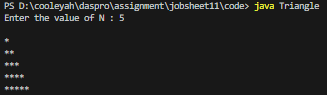 PS D:\cooleyah\daspro\assignment\jobsheet11\code> java Triangle
Enter the value of N : 5
*
**
***
****
*****